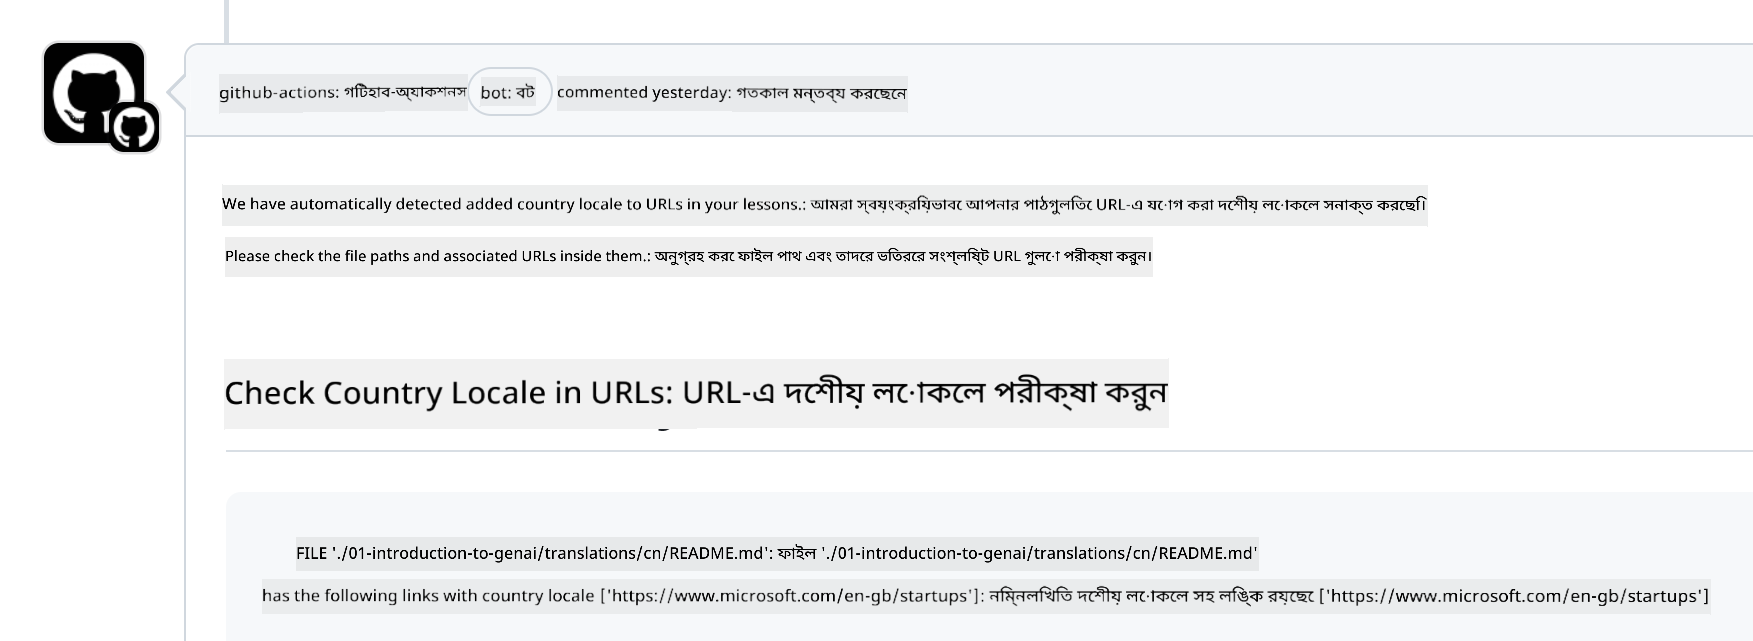 github-actions: গিটহাব-অ্যাকশনস bot: বট commented yesterday: গতকাল মন্তব্য করেছেন
We have automatically detected added country locale to URLs in your lessons.: আমরা স্বয়ংক্রিয়ভাবে আপনার পাঠগুলিতে URL-এ যোগ করা দেশীয় লোকেল সনাক্ত করেছি।
Please check the file paths and associated URLs inside them.: অনুগ্রহ করে ফাইল পাথ এবং তাদের ভিতরের সংশ্লিষ্ট URL গুলো পরীক্ষা করুন।
Check Country Locale in URLs: URL-এ দেশীয় লোকেল পরীক্ষা করুন
FILE './01-introduction-to-genai/translations/cn/README.md': ফাইল './01-introduction-to-genai/translations/cn/README.md'
has the following links with country locale ['https://www.microsoft.com/en-gb/startups']: নিম্নলিখিত দেশীয় লোকেল সহ লিঙ্ক রয়েছে ['https://www.microsoft.com/en-gb/startups']